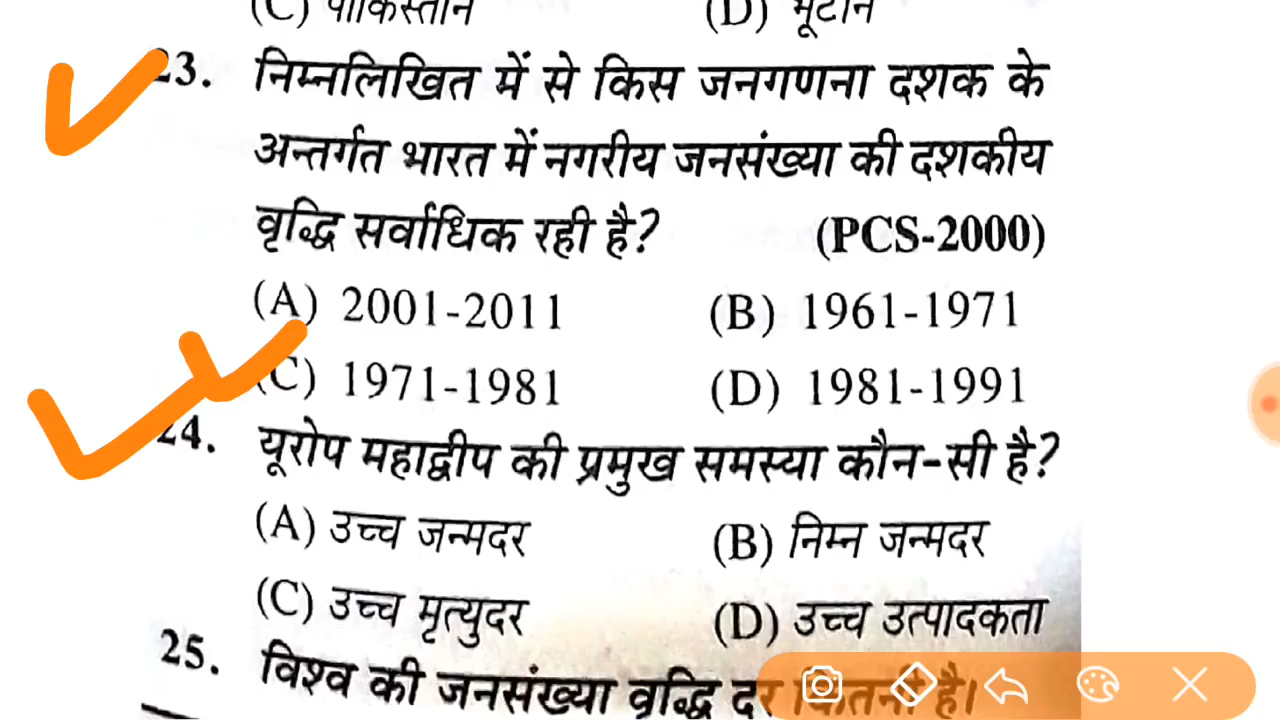 (C) पाकिस्तान (D) भूटान
23. निम्नलिखित में से किस जनगणना दशक के
अन्तर्गत भारत में नगरीय जनसंख्या की दशकीय
वृद्धि सर्वाधिक रही है? (PCS-2000)
(A) 2001-2011 (B) 1961-1971
(C) 1971-1981 (D) 1981-1991
24. यूरोप महाद्वीप की प्रमुख समस्या कौन-सी है?
(A) उच्च जन्मदर (B) निम्न जन्मदर
(C) उच्च मृत्युदर (D) उच्च उत्पादकता
25. विश्व की जनसंख्या वृद्धि दर कितनी है।